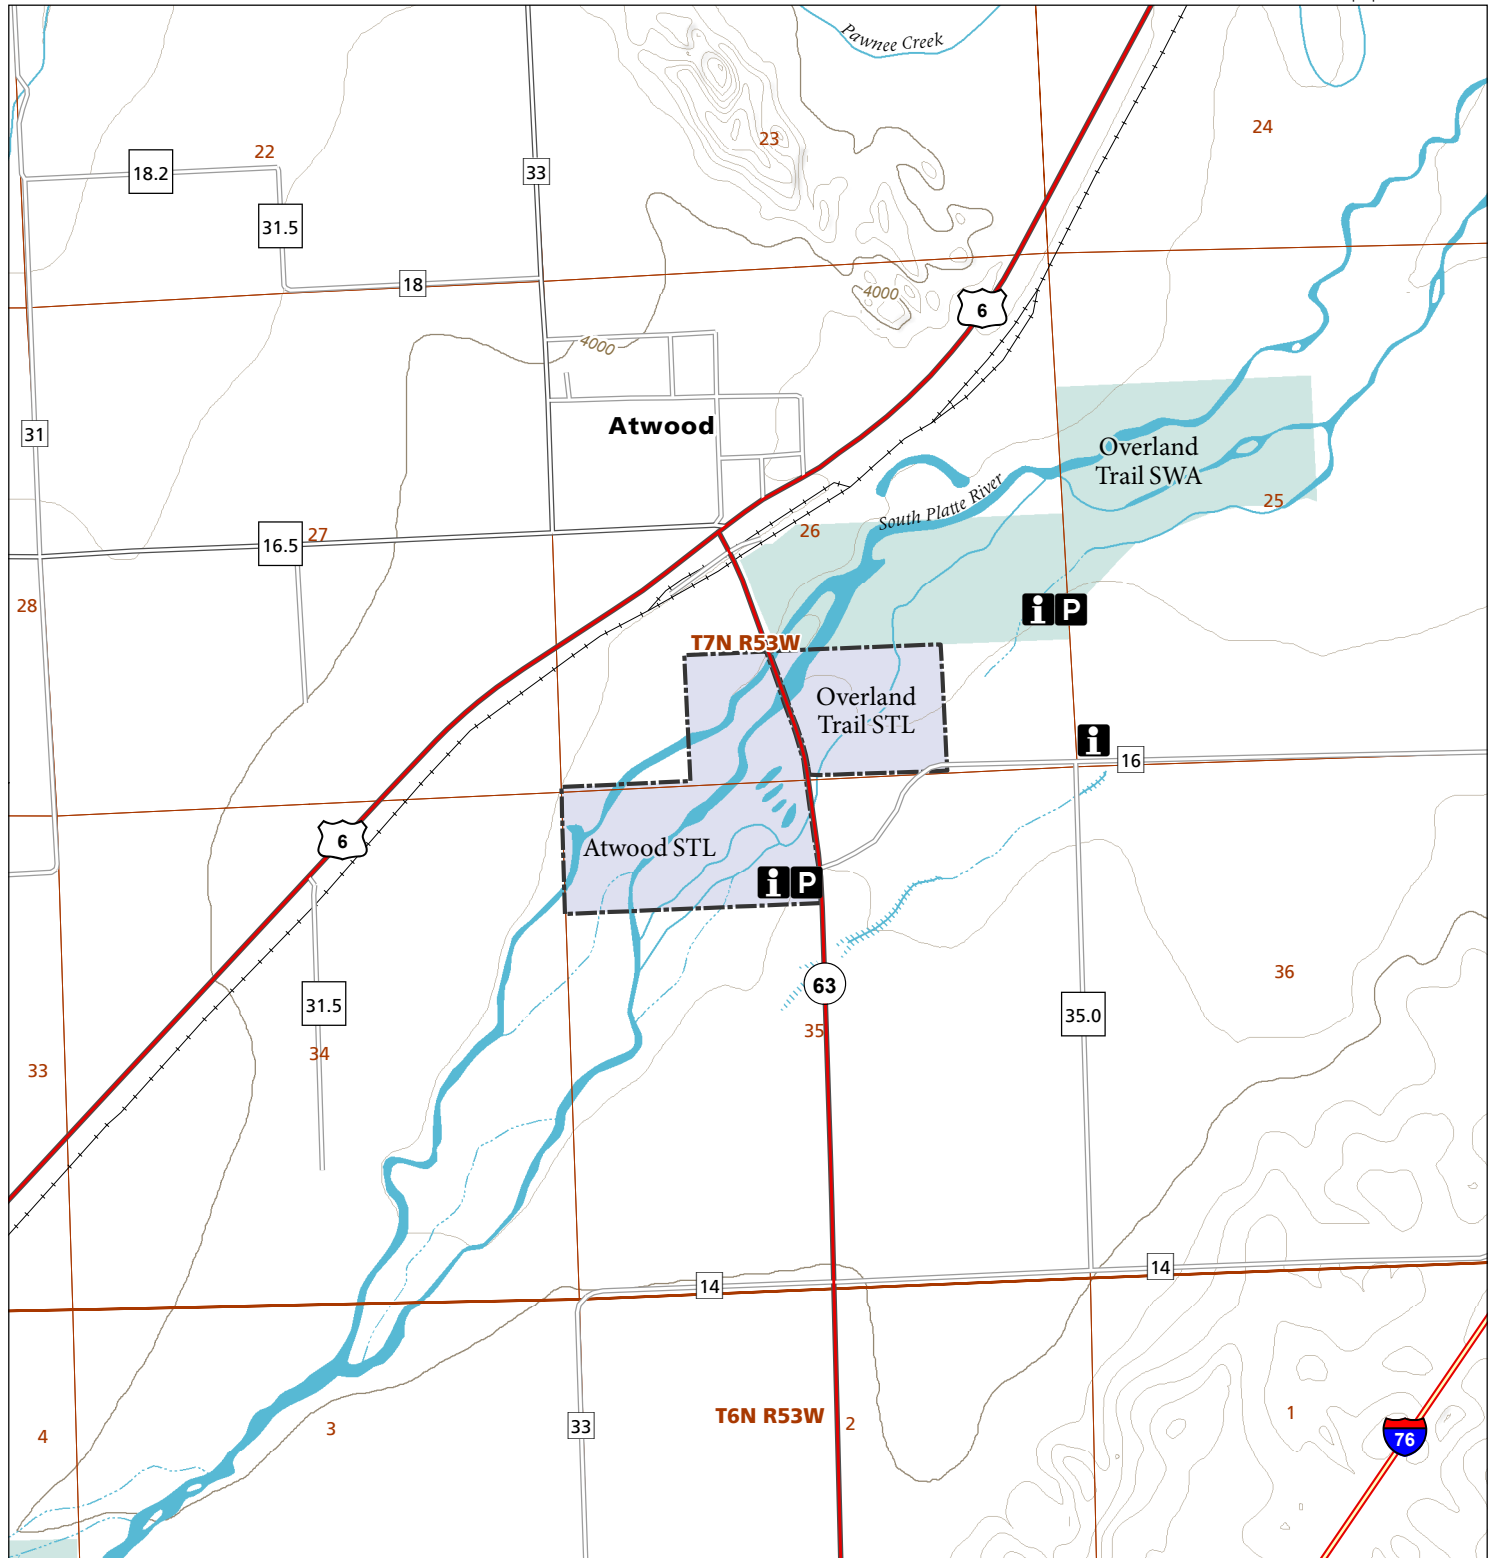 Pawnee Creek
24
23
22
18.2
33
31.5
18
4000
6
4000
Atwood
31
Overland
Trail SWA
25
South Platte River
26
27
16.5
28
i P
T7N R53W
Overland
Trail STL
i
16
6
Atwood STL
i P
36
63
31.5
35.0
35
34
33
14
14
T6N R53W
1
2
3
33
4
76